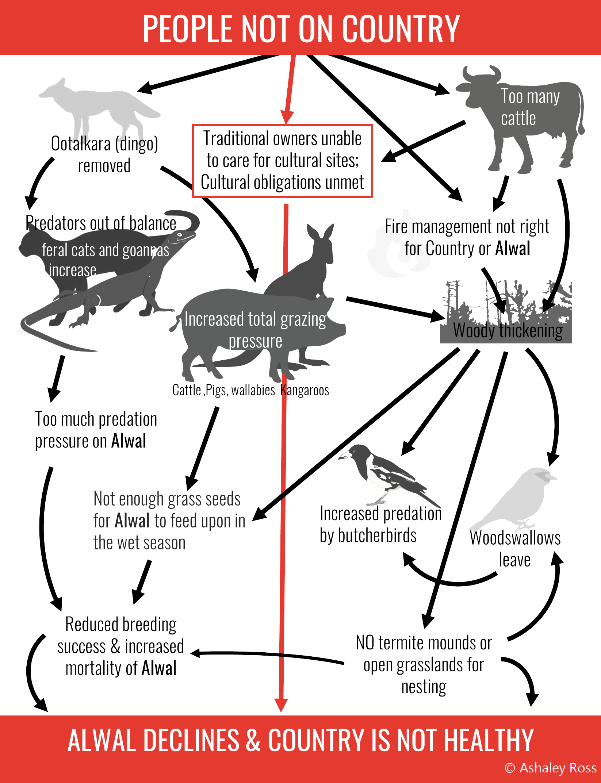 PEOPLE NOT ON COUNTRY
Too many
cattle
Ootalkara (dingo)
removed
Traditional owners unable
to care for cultural sites;
Cultural obligations unmet
Predators out of balance
feral cats and goannas
increase
Fire management not right
for Country or Alwal
Increased total grazing
pressure
Woody thickening
Cattle ,Pigs, wallabies Kangaroos
Too much predation
pressure on Alwal
Not enough grass seeds
for Alwal to feed upon in
the wet season
Increased predation
by butcherbirds
Woodswallows
leave
Reduced breeding
success & increased
mortality of Alwal
NO termite mounds or
open grasslands for
nesting
ALWAL DECLINES & COUNTRY IS NOT HEALTHY
© Ashaley Ross